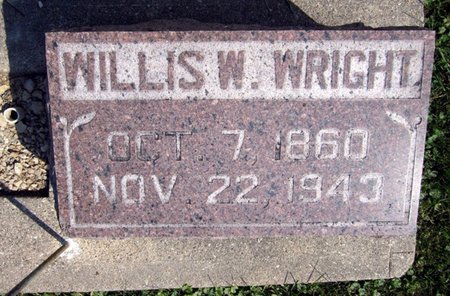 WILLIS W. WRIGHT
OCT. 7, 1860
NOV 22, 1943